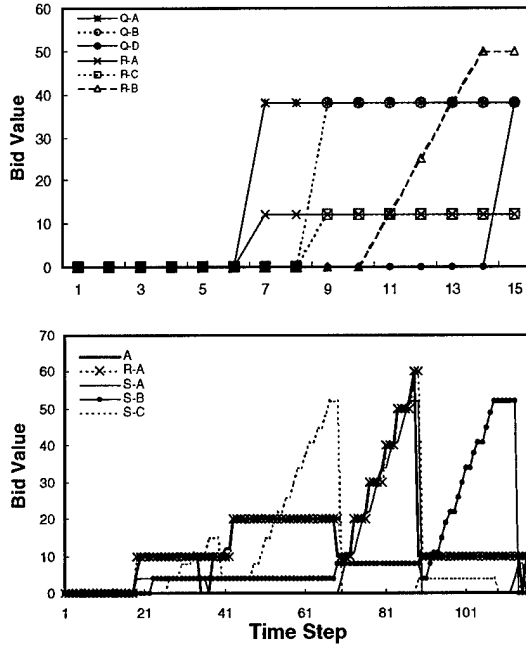 60
50
40
30
20
10
0
Bid Value
Q-A
Q-B
Q-D
R-A
R-C
R-B
1 3 5 7 9 11 13 15
70
60
50
40
30
20
10
0
Bid Value
A
R-A
S-A
S-B
S-C
1 21 41 61 81 101
Time Step